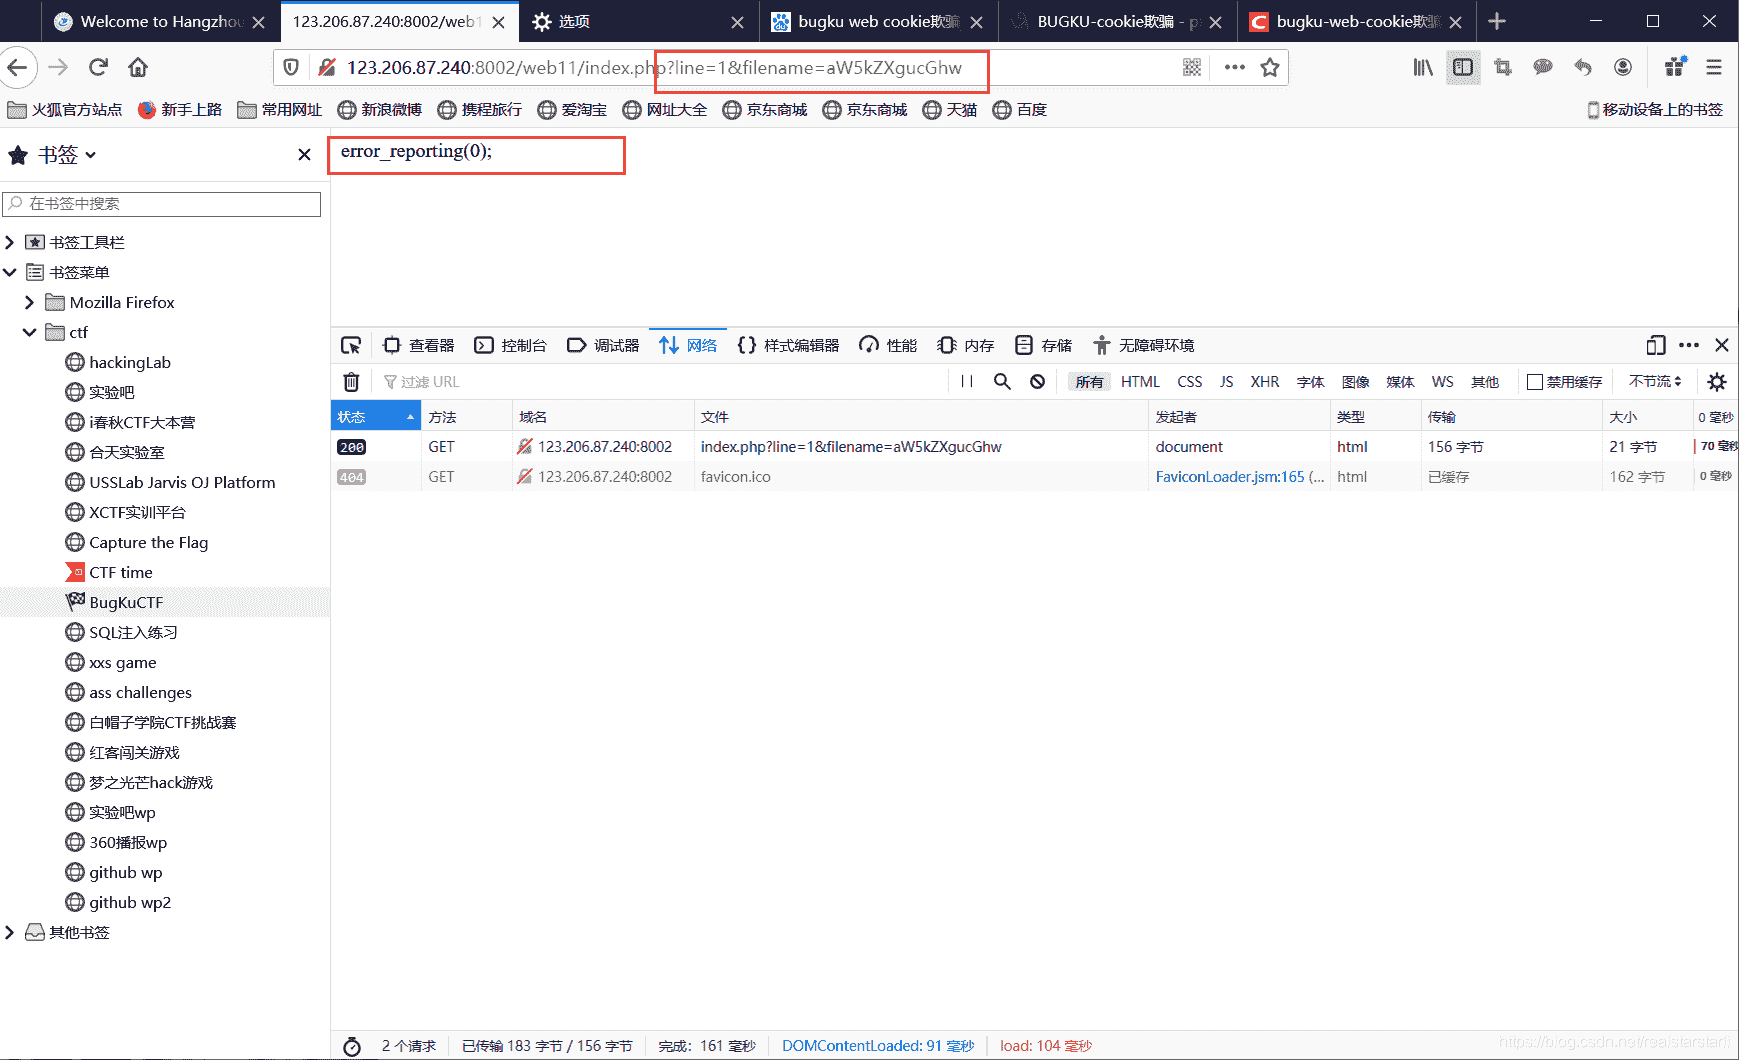 Welcome to Hangzhou
123.206.87.240:8002/web1
选项
bugku web cookie欺骗
BUGKU-cookie欺骗 - p
bugku-web-cookie欺骗
123.206.87.240:8002/web11/index.php?line=1&filename=aW5kZXgucGhw
火狐官方站点 新手上路 常用网址 新浪微博 携程旅行 爱淘宝 网址大全 京东商城 京东商城 天猫 百度 移动设备上的书签
书签
error_reporting(0);
在书签中搜索
书签工具栏
书签菜单
Mozilla Firefox
ctf
hackingLab
实验吧
i春秋CTF大本营
合天实验室
USSLab Jarvis OJ Platform
XCTF实训平台
Capture the Flag
CTF time
BugKuCTF
SQL注入练习
xxs game
ass challenges
白帽子学院CTF挑战赛
红客闯关游戏
梦之光芒hack游戏
实验吧wp
360播报wp
github wp
github wp2
其他书签
查看器 控制台 调试器 网络 样式编辑器 性能 内存 存储 无障碍环境
过滤 URL
所有 HTML CSS JS XHR 字体 图像 媒体 WS 其他 禁用缓存 不节流
状态 方法 域名 文件 发起者 类型 传输 大小 0 毫秒
200 GET 123.206.87.240:8002 index.php?line=1&filename=aW5kZXgucGhw document html 156 字节 21 字节 70 毫秒
404 GET 123.206.87.240:8002 favicon.ico FaviconLoader.jsm:165 (... html 已缓存 162 字节 0 毫秒
2 个请求 已传输 183 字节 / 156 字节 完成：161 毫秒 DOMContentLoaded: 91 毫秒 load: 104 毫秒